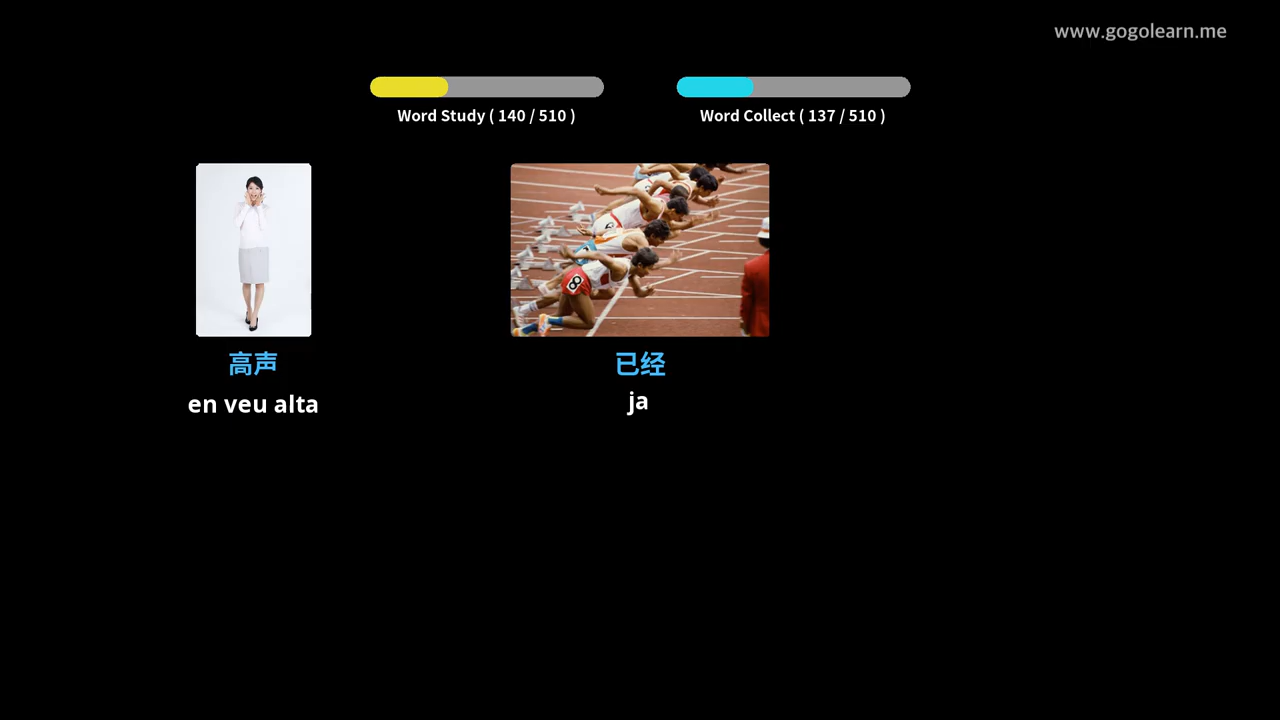 www.gogolearn.me
Word Study ( 140 / 510 )
Word Collect ( 137 / 510 )
8
高声
已经
en veu alta
ja